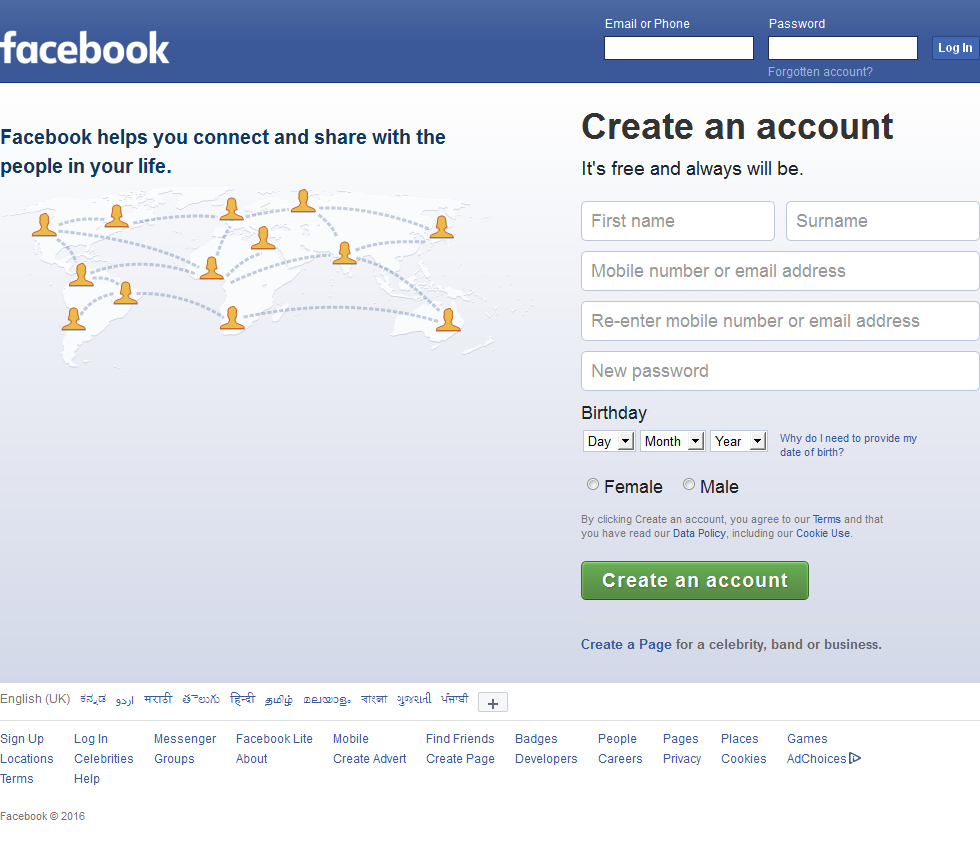 facebook
Email or Phone
Password
Log In
Forgotten account?
Facebook helps you connect and share with the
people in your life.
Create an account
It's free and always will be.
First name
Surname
Mobile number or email address
Re-enter mobile number or email address
New password
Birthday
Day Month Year
Why do I need to provide my
date of birth?
Female Male
By clicking Create an account, you agree to our Terms and that
you have read our Data Policy, including our Cookie Use.
Create an account
Create a Page for a celebrity, band or business.
English (UK) ಕನ್ನಡ اردو मराठी తెలుగు हिन्दी தமிழ் മലയാളം বাংলা ગુજરાતી ਪੰਜਾਬੀ +
Sign Up Log In Messenger Facebook Lite Mobile Find Friends Badges People Pages Places Games
Locations Celebrities Groups About Create Advert Create Page Developers Careers Privacy Cookies AdChoices
Terms Help
Facebook © 2016